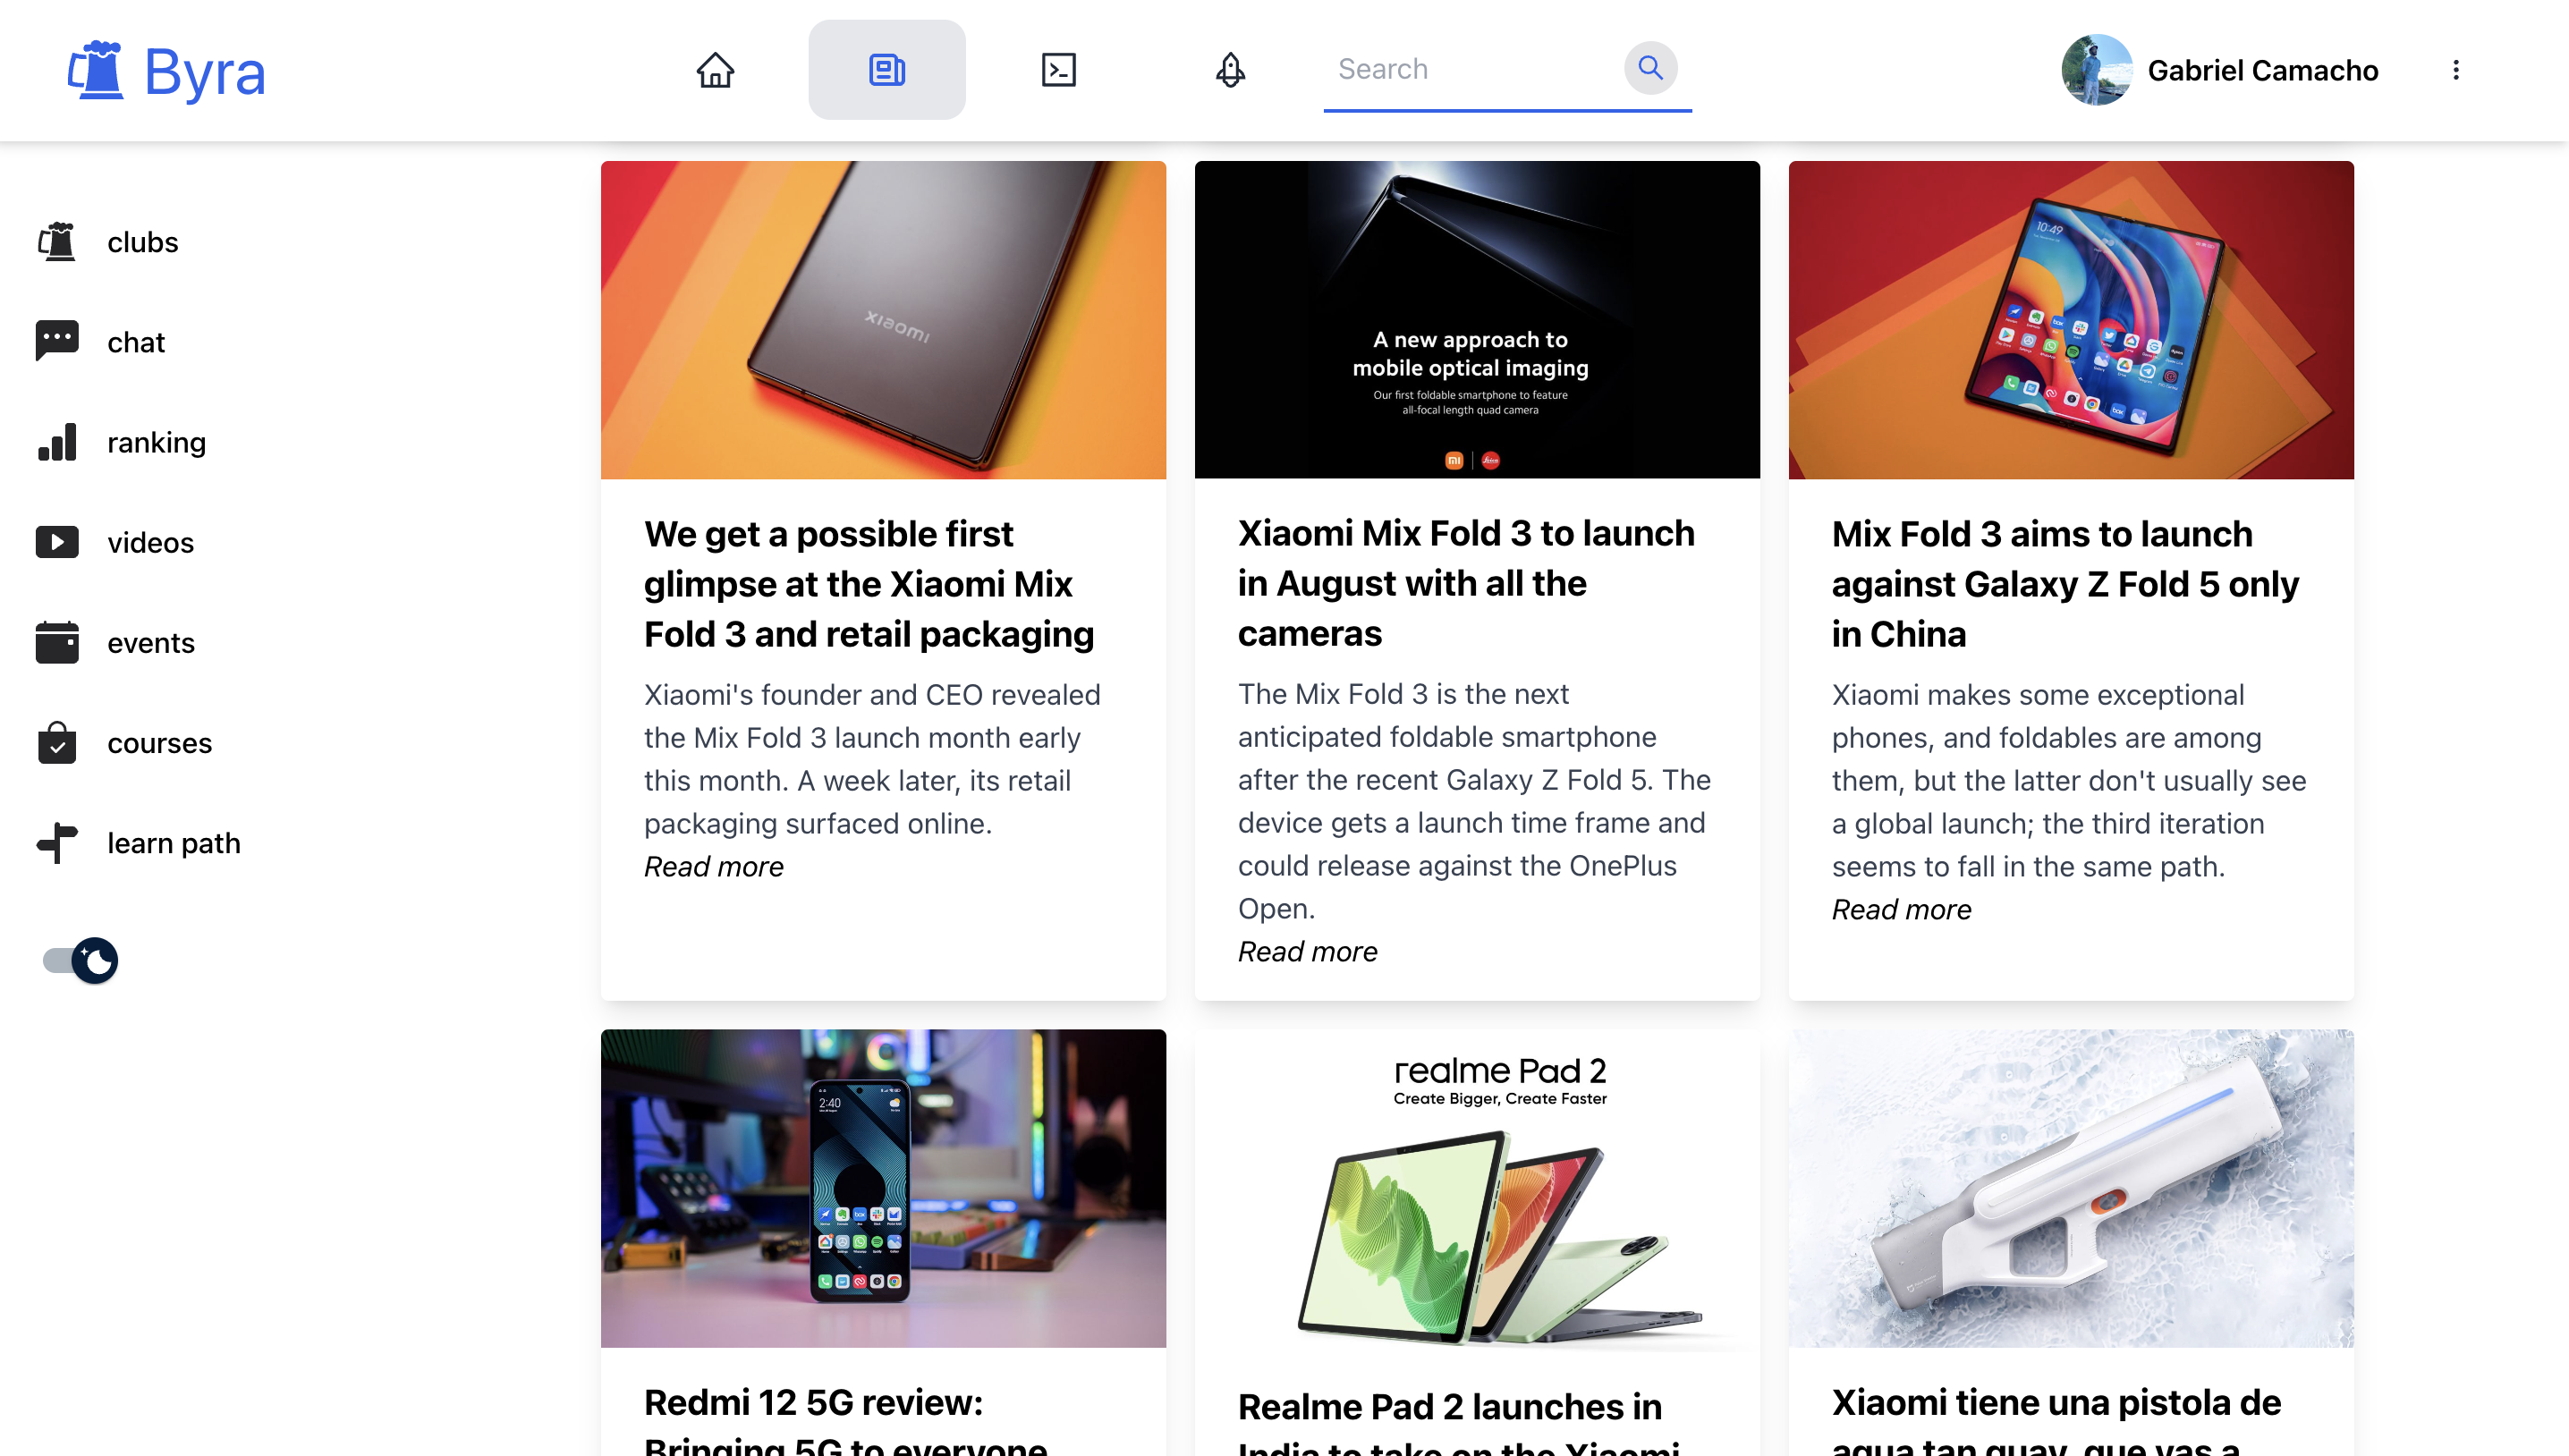 Byra
Search
Gabriel Camacho
clubs
chat
ranking
videos
events
courses
learn path
xiaomi
We get a possible first
glimpse at the Xiaomi Mix
Fold 3 and retail packaging
Xiaomi's founder and CEO revealed
the Mix Fold 3 launch month early
this month. A week later, its retail
packaging surfaced online.
Read more
A new approach to
mobile optical imaging
Our first foldable smartphone to feature
all-focal length quad camera
Xiaomi Mix Fold 3 to launch
in August with all the
cameras
The Mix Fold 3 is the next
anticipated foldable smartphone
after the recent Galaxy Z Fold 5. The
device gets a launch time frame and
could release against the OnePlus
Open.
Read more
10:49
Mix Fold 3 aims to launch
against Galaxy Z Fold 5 only
in China
Xiaomi makes some exceptional
phones, and foldables are among
them, but the latter don't usually see
a global launch; the third iteration
seems to fall in the same path.
Read more
2:40
Redmi 12 5G review:
Bringing 5G to everyone
realme Pad 2
Create Bigger, Create Faster
Realme Pad 2 launches in
India to take on the Xiaomi
Xiaomi tiene una pistola de
agua tan guay, que vas a